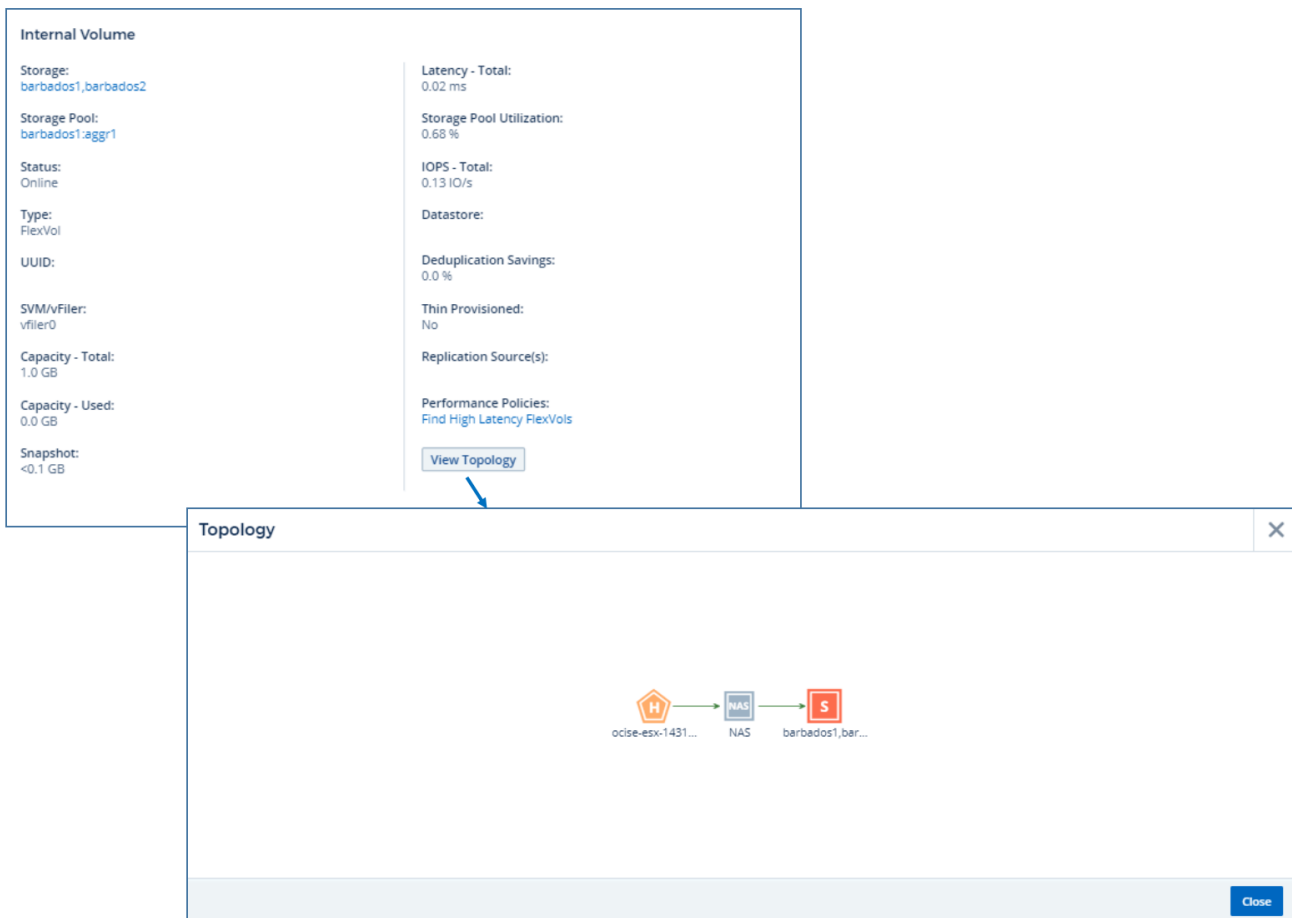 Internal Volume
Storage:
barbados1,barbados2
Storage Pool:
barbados1:aggr1
Status:
Online
Type:
FlexVol
UUID:
SVM/vFiler:
vfiler0
Capacity - Total:
1.0 GB
Capacity - Used:
0.0 GB
Snapshot:
<0.1 GB
Latency - Total:
0.02 ms
Storage Pool Utilization:
0.68 %
IOPS - Total:
0.13 IO/s
Datastore:
Deduplication Savings:
0.0 %
Thin Provisioned:
No
Replication Source(s):
Performance Policies:
Find High Latency FlexVols
View Topology
Topology
H
NAS
S
ocise-esx-1431...
NAS
barbados1,bar...
Close